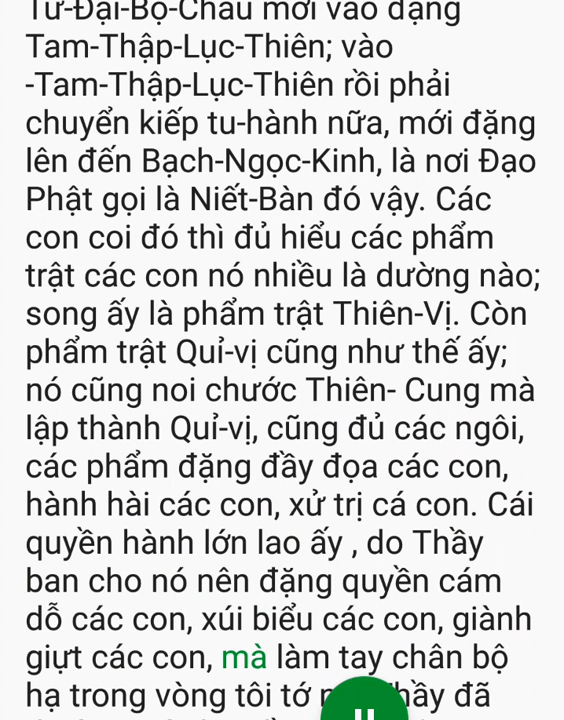 Tứ-Đại-Bộ-Châu mới vào đặng
Tam-Thập-Lục-Thiên; vào
-Tam-Thập-Lục-Thiên rồi phải
chuyển kiếp tu-hành nữa, mới đặng
lên đến Bạch-Ngọc-Kinh, là nơi Đạo
Phật gọi là Niết-Bàn đó vậy. Các
con coi đó thì đủ hiểu các phẩm
trật các con nó nhiều là dường nào;
song ấy là phẩm trật Thiên-Vị. Còn
phẩm trật Quỉ-vị cũng như thế ấy;
nó cũng noi chước Thiên- Cung mà
lập thành Quỉ-vị, cũng đủ các ngôi,
các phẩm đặng đầy đọa các con,
hành hài các con, xử trị cá con. Cái
quyền hành lớn lao ấy , do Thầy
ban cho nó nên đặng quyền cám
dỗ các con, xúi biểu các con, giành
giựt các con, mà làm tay chân bộ
hạ trong vòng tôi tớ đã